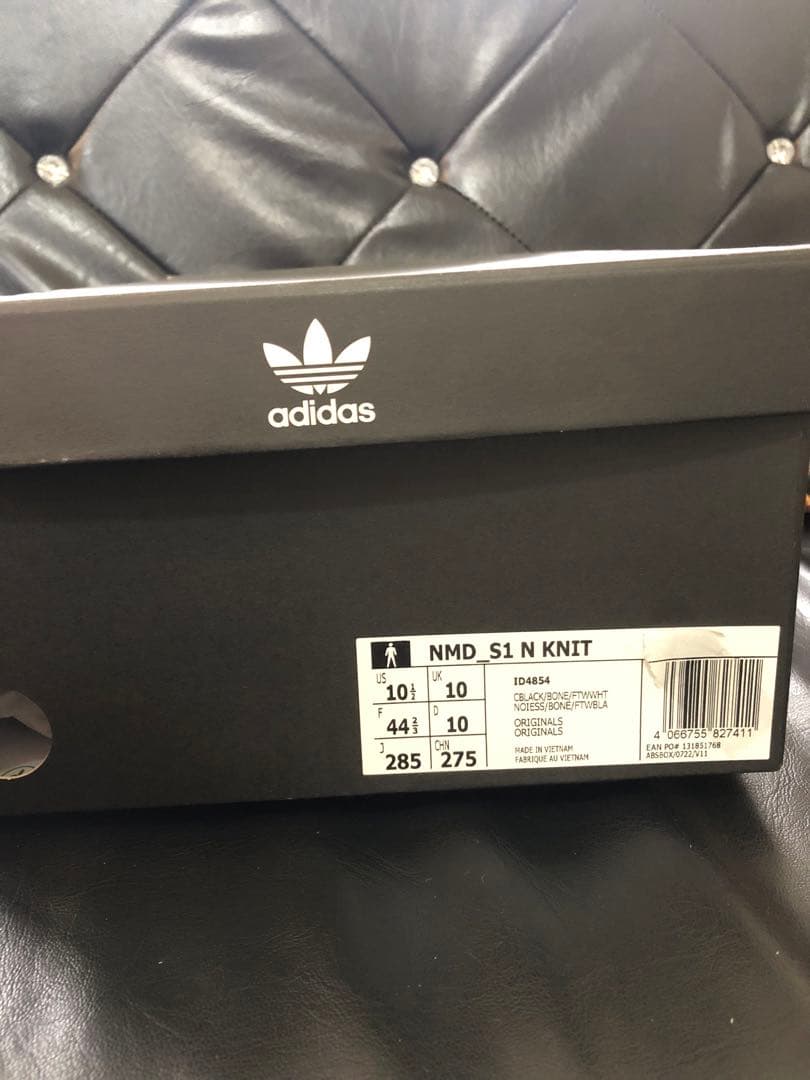 adidas
NMD_S1 N KNIT
US 10½ UK 10
F 44⅔ D 10
J 285 CHN 275
ID4854
CBLACK/BONE/FTWWHT
NOIESS/BONE/FTWBLA
ORIGINALS
ORIGINALS
MADE IN VIETNAM
FABRIQUE AU VIETNAM
4 066755 827411
EAN PO# 131851768
ABSBOX/0722/V11